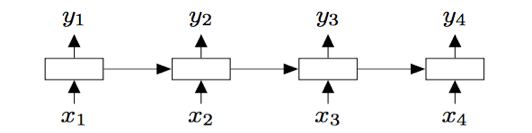 y₁ y₂ y₃ y₄
x₁ x₂ x₃ x₄